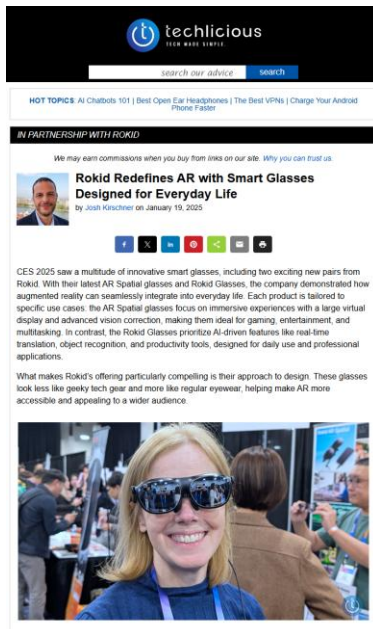 techlicious
TECH MADE SIMPLE.
search our advice
search
HOT TOPICS: AI Chatbots 101 | Best Open Ear Headphones | The Best VPNs | Charge Your Android
Phone Faster
IN PARTNERSHIP WITH ROKID
We may earn commissions when you buy from links on our site. Why you can trust us.
Rokid Redefines AR with Smart Glasses
Designed for Everyday Life
by Josh Kirschner on January 19, 2025
CES 2025 saw a multitude of innovative smart glasses, including two exciting new pairs from
Rokid. With their latest AR Spatial glasses and Rokid Glasses, the company demonstrated how
augmented reality can seamlessly integrate into everyday life. Each product is tailored to
specific use cases: the AR Spatial glasses focus on immersive experiences with a large virtual
display and advanced vision correction, making them ideal for gaming, entertainment, and
multitasking. In contrast, the Rokid Glasses prioritize AI-driven features like real-time
translation, object recognition, and productivity tools, designed for daily use and professional
applications.
What makes Rokid's offering particularly compelling is their approach to design. These glasses
look less like geeky tech gear and more like regular eyewear, helping make AR more
accessible and appealing to a wider audience.